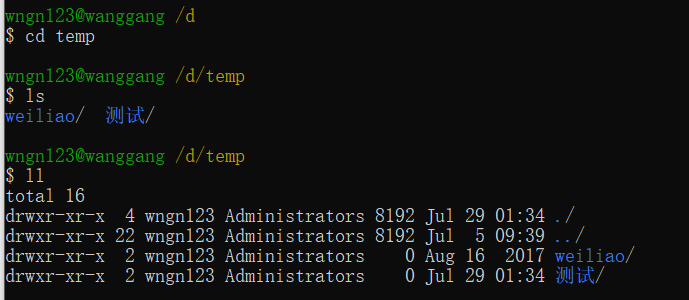 wngn123@wanggang /d
$ cd temp
wngn123@wanggang /d/temp
$ ls
weiliao/  测试/
wngn123@wanggang /d/temp
$ ll
total 16
drwxr-xr-x  4 wngn123 Administrators 8192 Jul 29 01:34 ./
drwxr-xr-x 22 wngn123 Administrators 8192 Jul  5 09:39 ../
drwxr-xr-x  2 wngn123 Administrators    0 Aug 16  2017 weiliao/
drwxr-xr-x  2 wngn123 Administrators    0 Jul 29 01:34 测试/